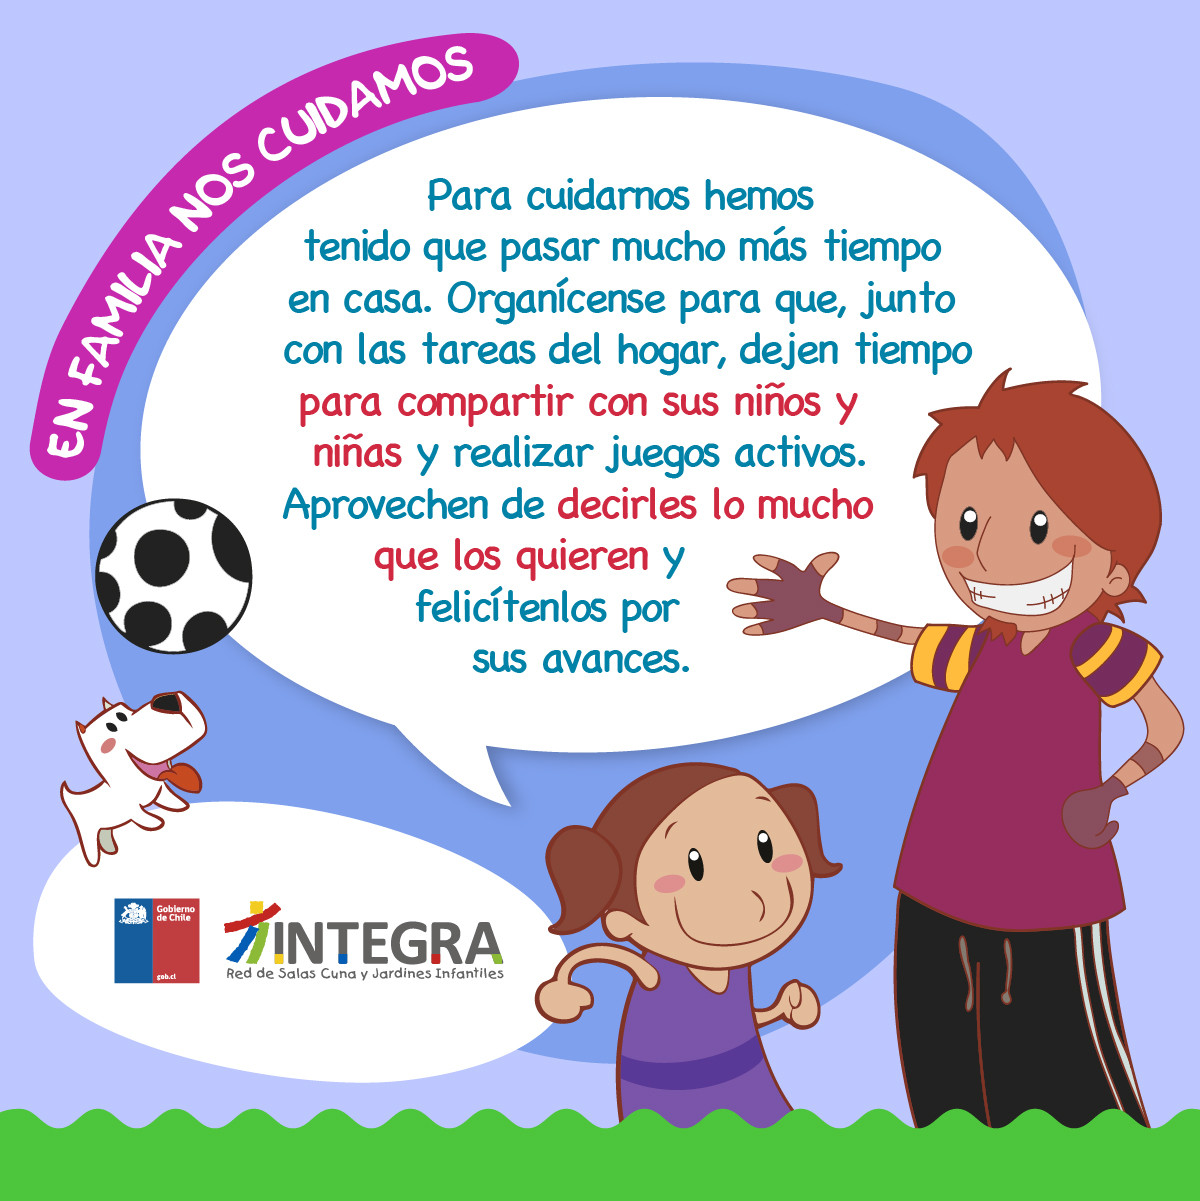 EN FAMILIA NOS CUIDAMOS
Para cuidarnos hemos
tenido que pasar mucho más tiempo
en casa. Organícense para que, junto
con las tareas del hogar, dejen tiempo
para compartir con sus niños y
niñas y realizar juegos activos.
Aprovechen de decirles lo mucho
que los quieren y
felicítenlos por
sus avances.
Gobierno
de Chile
gob.cl
INTEGRA
Red de Salas Cuna y Jardines Infantiles